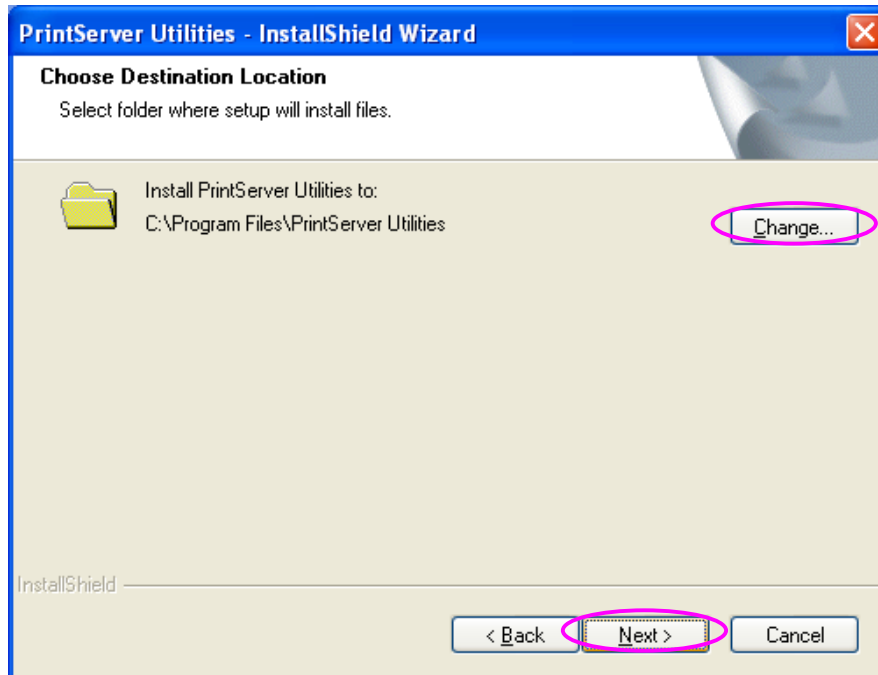 PrintServer Utilities - InstallShield Wizard
Choose Destination Location
Select folder where setup will install files.
Install PrintServer Utilities to:
C:\Program Files\PrintServer Utilities
Change...
InstallShield
< Back Next > Cancel